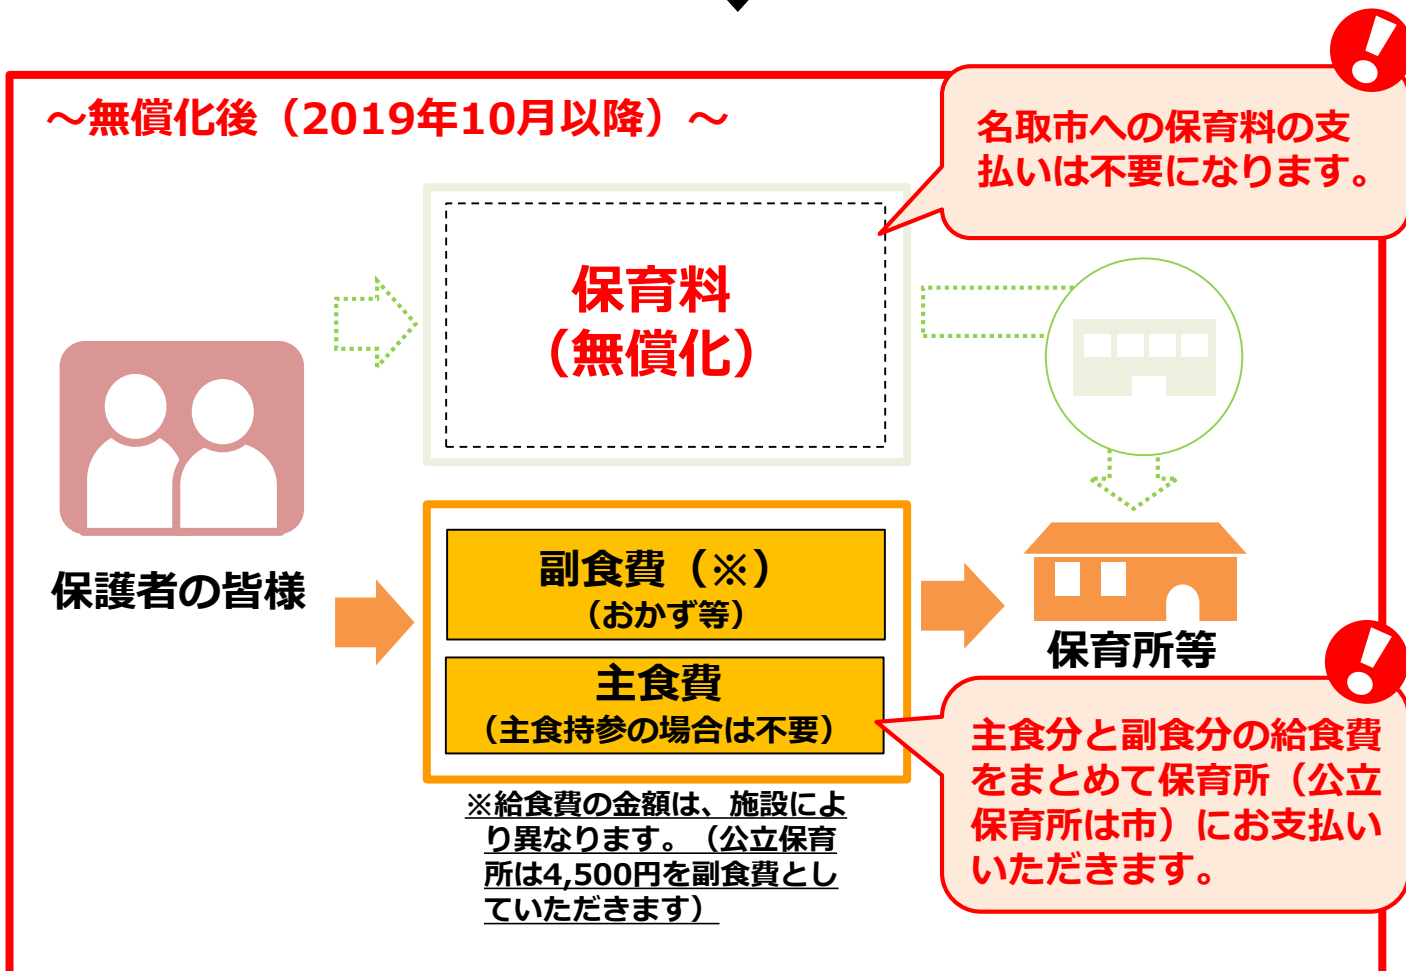 ～無償化後（2019年10月以降）～
名取市への保育料の支
払いは不要になります。
保育料
（無償化）
保護者の皆様
副食費（※）
（おかず等）
主食費
（主食持参の場合は不要）
保育所等
主食分と副食分の給食費
をまとめて保育所（公立
保育所は市）にお支払い
いただきます。
※給食費の金額は、施設によ
り異なります。（公立保育
所は4,500円を副食費とし
ていただきます）